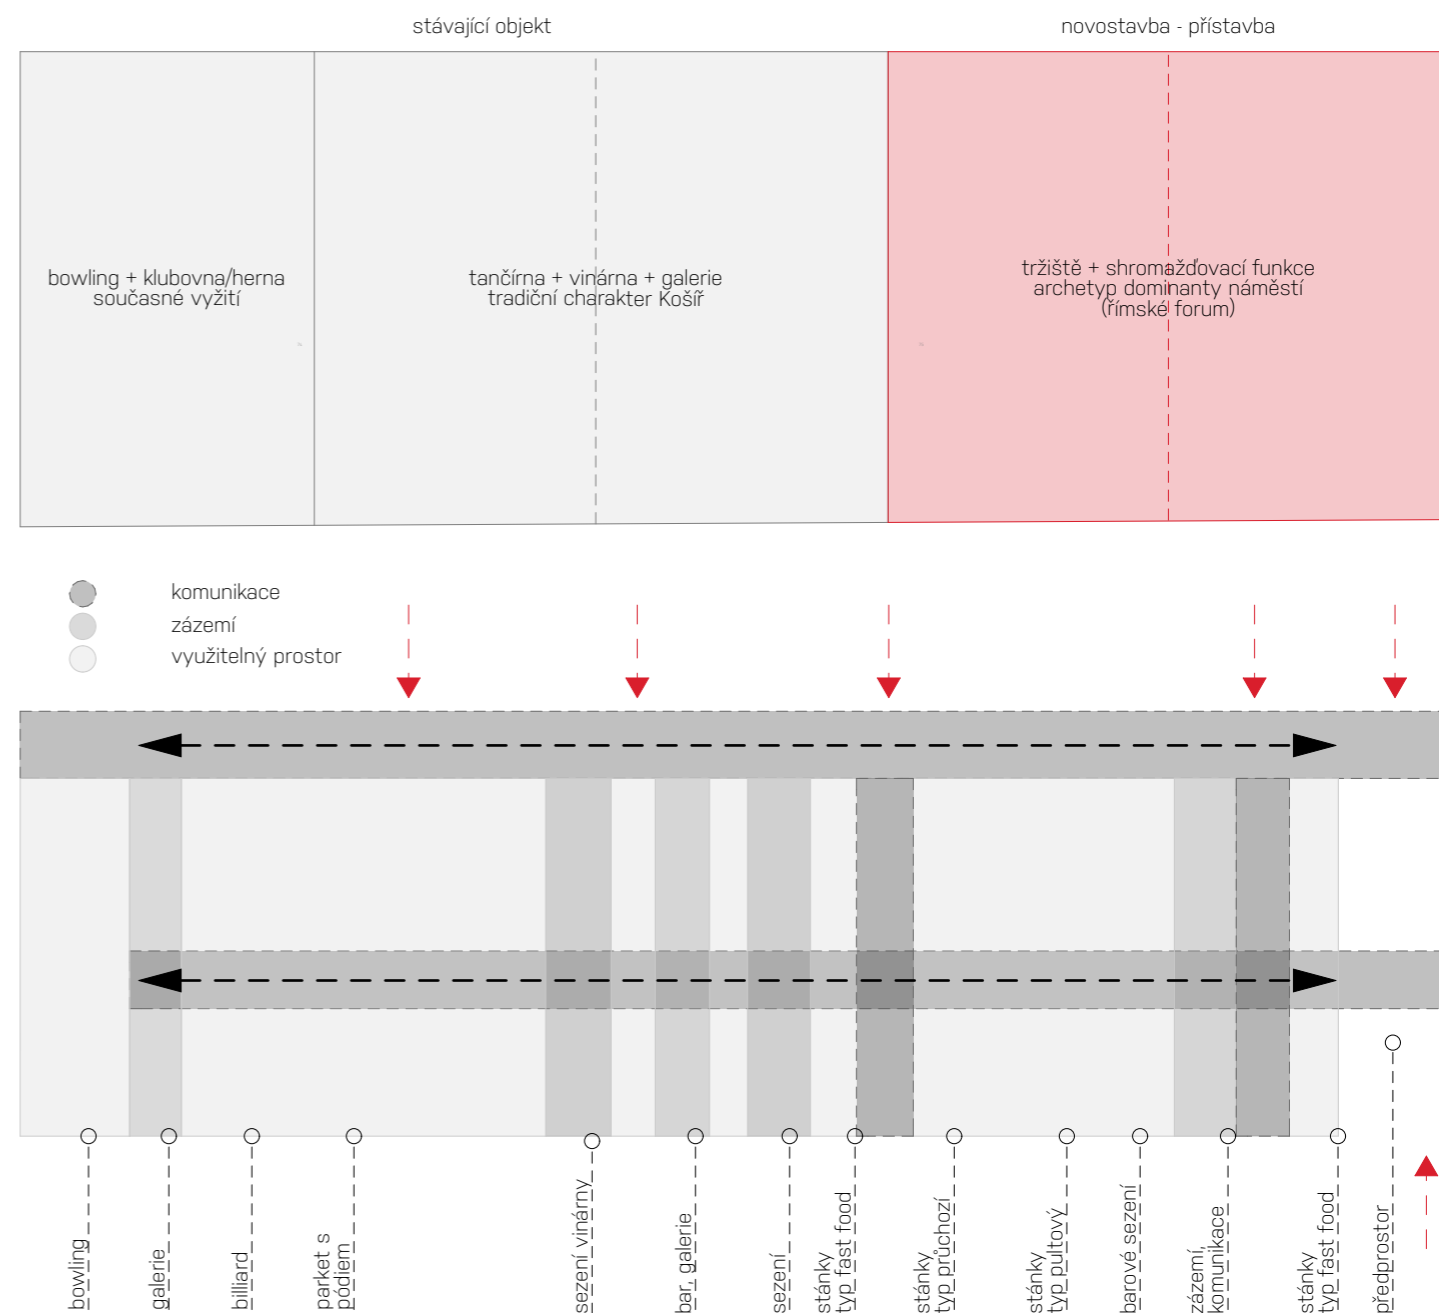 stávající objekt
novostavba - přístavba
bowling + klubovna/herna
současné vyžití
tančírna + vinárna + galerie
tradiční charakter Košíř
tržiště + shromažďovací funkce
archetyp dominanty náměstí
(římské forum)
komunikace
zázemí
využitelný prostor
bowling
galerie
billiard
parket s
pódiem
sezení vinárny
bar, galerie
sezení
stánky
typ fast food
stánky
typ průchozí
stánky
typ pultový
barové sezení
zázemí,
komunikace
stánky
typ fast food
předprostor